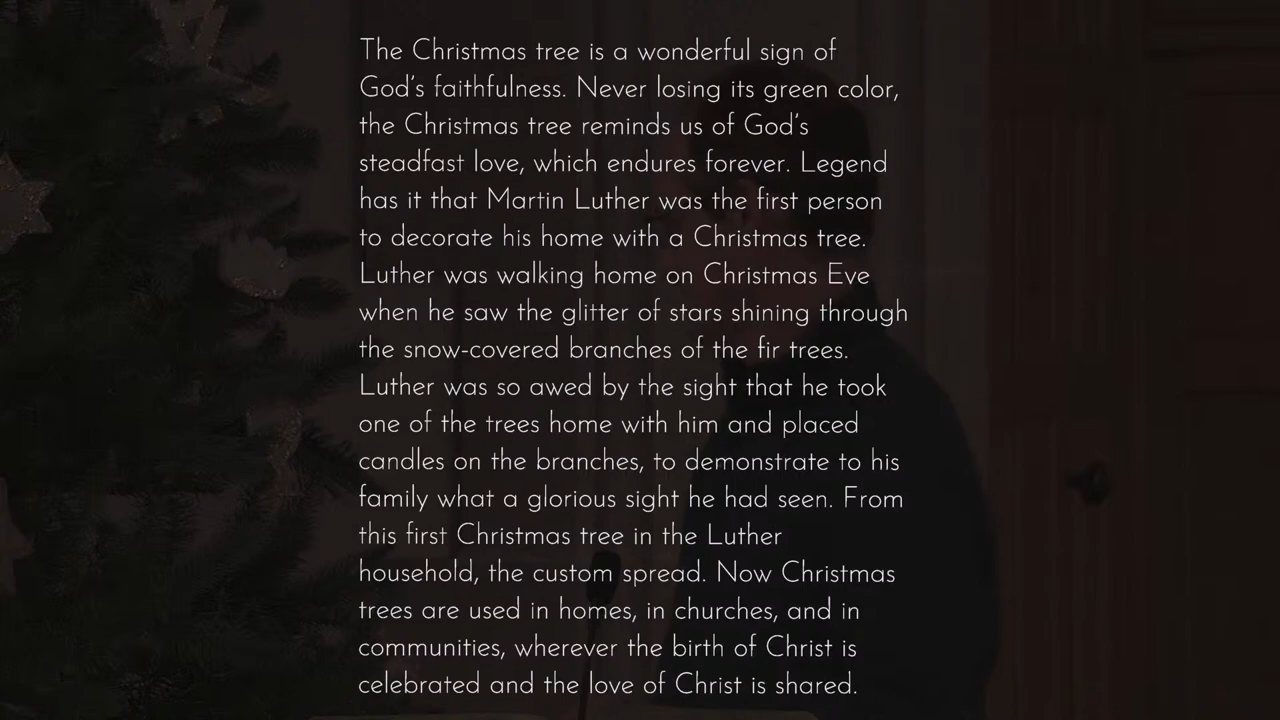 The Christmas tree is a wonderful sign of
God's faithfulness. Never losing its green color,
the Christmas tree reminds us of God's
steadfast love, which endures forever. Legend
has it that Martin Luther was the first person
to decorate his home with a Christmas tree.
Luther was walking home on Christmas Eve
when he saw the glitter of stars shining through
the snow-covered branches of the fir trees.
Luther was so awed by the sight that he took
one of the trees home with him and placed
candles on the branches, to demonstrate to his
family what a glorious sight he had seen. From
this first Christmas tree in the Luther
household, the custom spread. Now Christmas
trees are used in homes, in churches, and in
communities, wherever the birth of Christ is
celebrated and the love of Christ is shared.